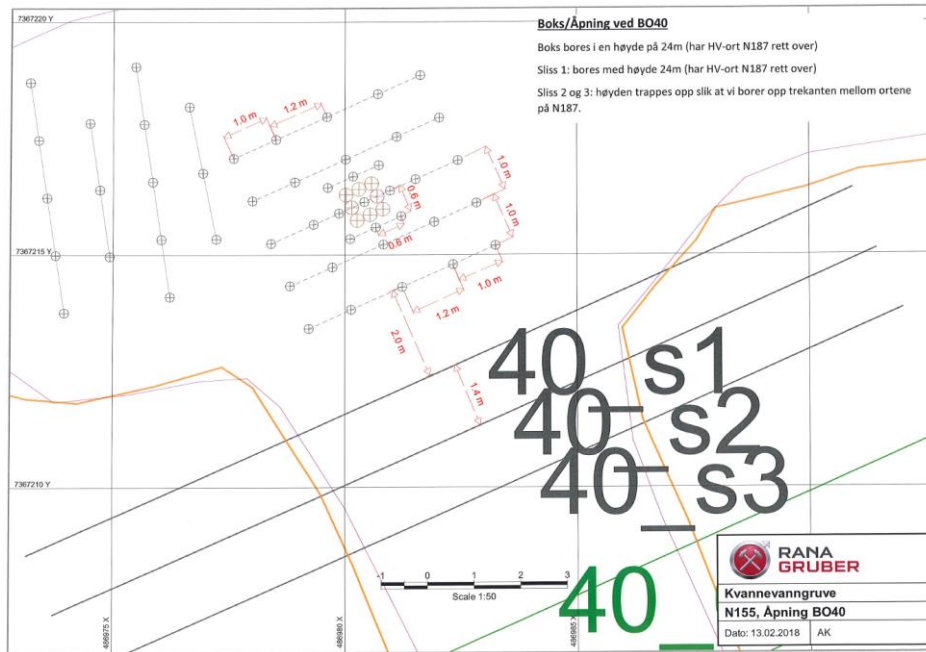 7367220 Y
Boks/Åpning ved BO40
Boks bores i en høyde på 24m (har HV-ort N187 rett over)
Sliss 1: bores med høyde 24m (har HV-ort N187 rett over)
Sliss 2 og 3: høyden trappes opp slik at vi borer opp trekanten mellom ortene
på N187.
1.0 m
1.2 m
1.0 m
0.6 m
1.0 m
0.6 m
7367215 Y
1.0 m
1.2 m
2.0 m
1.4 m
40_s1
40_s2
40_s3
7367210 Y
-1 0 1 2 3
Scale 1:50
40_
486975 X
486980 X
486985 X
RANA
GRUBER
Kvannevanngruve
N155, Åpning BO40
Dato: 13.02.2018 AK